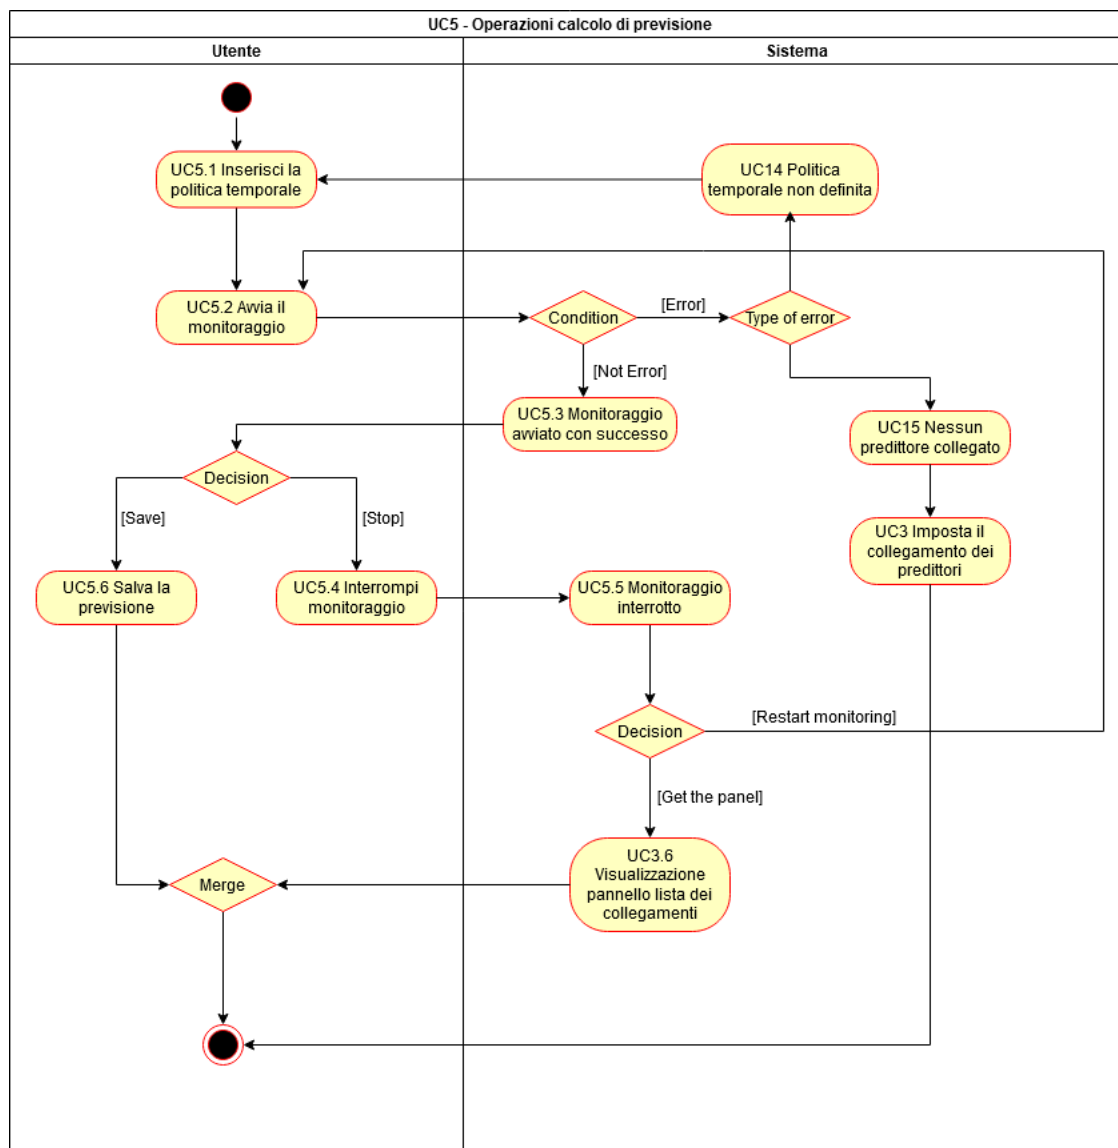 UC5 - Operazioni calcolo di previsione
Utente
Sistema
UC5.1 Inserisci la
politica temporale
UC14 Politica
temporale non definita
UC5.2 Avvia il
monitoraggio
Condition
[Error]
Type of error
[Not Error]
UC5.3 Monitoraggio
avviato con successo
UC15 Nessun
predittore collegato
Decision
[Save]
[Stop]
UC3 Imposta il
collegamento dei
predittori
UC5.6 Salva la
previsione
UC5.4 Interrompi
monitoraggio
UC5.5 Monitoraggio
interrotto
Decision
[Restart monitoring]
[Get the panel]
UC3.6
Visualizzazione
pannello lista dei
collegamenti
Merge